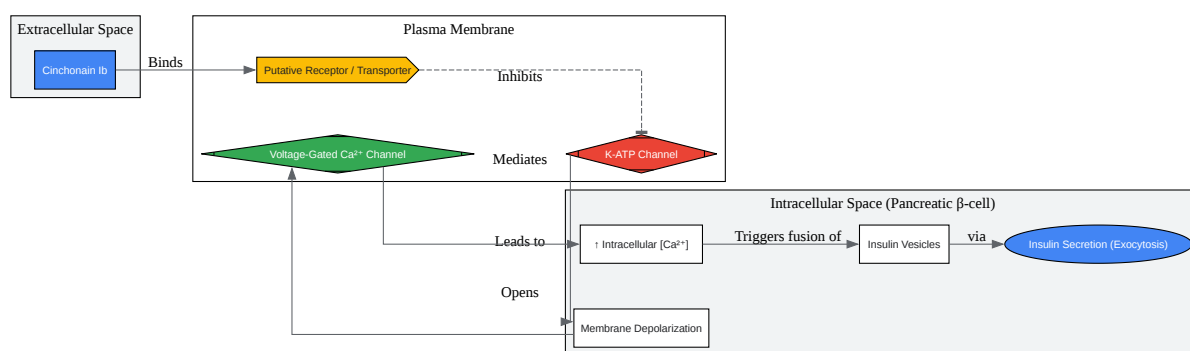 Extracellular Space
Plasma Membrane
Cinchonain Ib
Binds
Putative Receptor / Transporter
Inhibits
Voltage-Gated Ca²⁺ Channel
Mediates
K-ATP Channel
Intracellular Space (Pancreatic β-cell)
Leads to
↑ Intracellular [Ca²⁺]
Triggers fusion of
Insulin Vesicles
via
Insulin Secretion (Exocytosis)
Opens
Membrane Depolarization